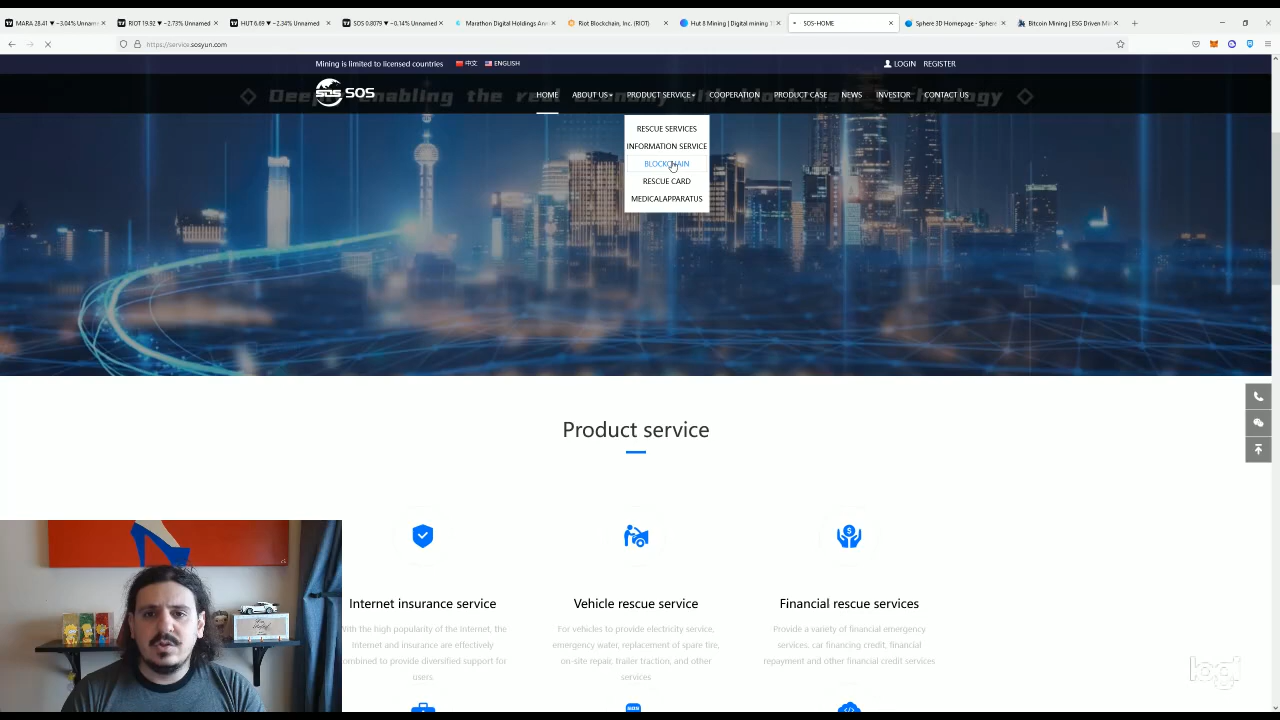 MARA 28.41 ▼ −3.04% Unname
RIOT 19.92 ▼ −2.73% Unnamed
HUT 6.69 ▼ −2.34% Unnamed
SOS 0.8079 ▼ −0.14% Unnamed
Marathon Digital Holdings Ann
Riot Blockchain, Inc. (RIOT)
Hut 8 Mining | Digital mining
SOS-HOME
Sphere 3D Homepage - Sphere
Bitcoin Mining | ESG Driven Min
https://service.sosyun.com
Mining is limited to licensed countries
中文
ENGLISH
LOGIN
REGISTER
SOS SOS
HOME
ABOUT US
PRODUCT SERVICE
COOPERATION
PRODUCT CASE
NEWS
INVESTOR
CONTACT US
RESCUE SERVICES
INFORMATION SERVICE
BLOCKCHAIN
RESCUE CARD
MEDICALAPPARATUS
Product service
Internet insurance service
With the high popularity of the Internet, the
Internet and insurance are effectively
combined to provide diversified support for
users.
Vehicle rescue service
For vehicles to provide electricity service,
emergency water, replacement of spare tire,
on-site repair, trailer traction, and other
services
Financial rescue services
Provide a variety of financial emergency
services. car financing credit, financial
repayment and other financial credit services
logi